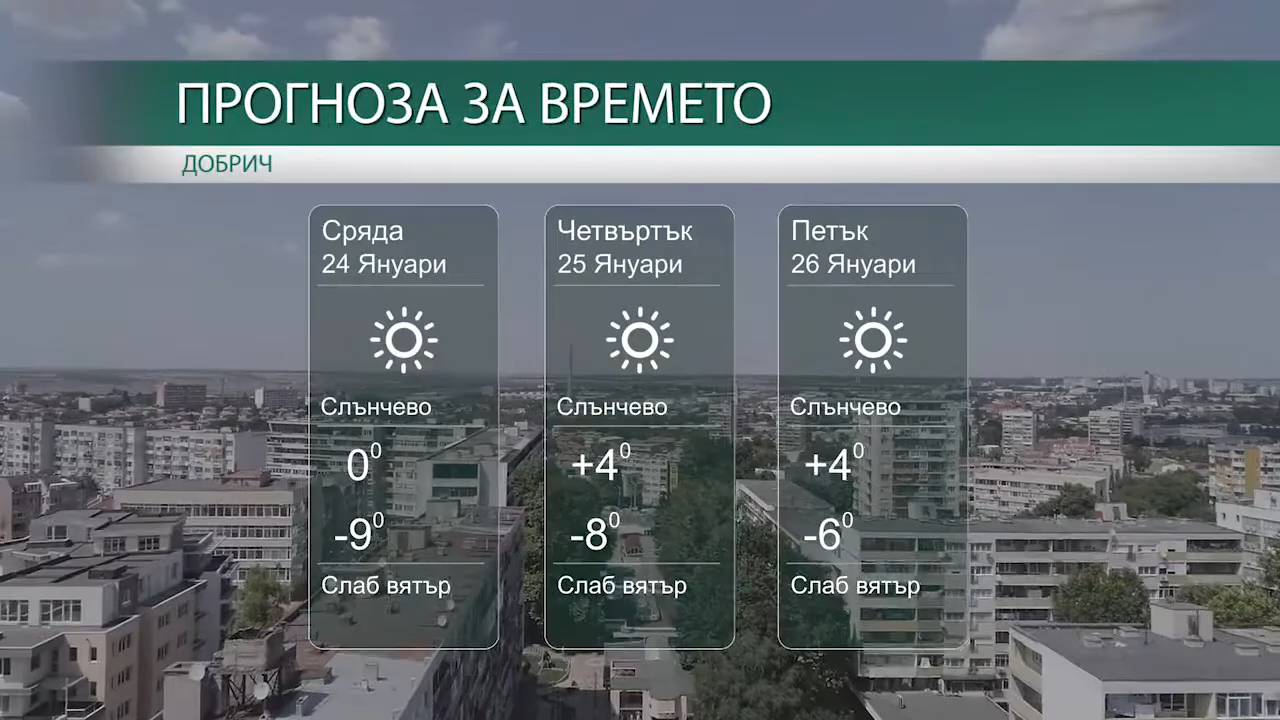 ПРОГНОЗА ЗА ВРЕМЕТО
ДОБРИЧ
Сряда
24 Януари
Слънчево
0⁰
-9⁰
Слаб вятър
Четвъртък
25 Януари
Слънчево
+4⁰
-8⁰
Слаб вятър
Петък
26 Януари
Слънчево
+4⁰
-6⁰
Слаб вятър